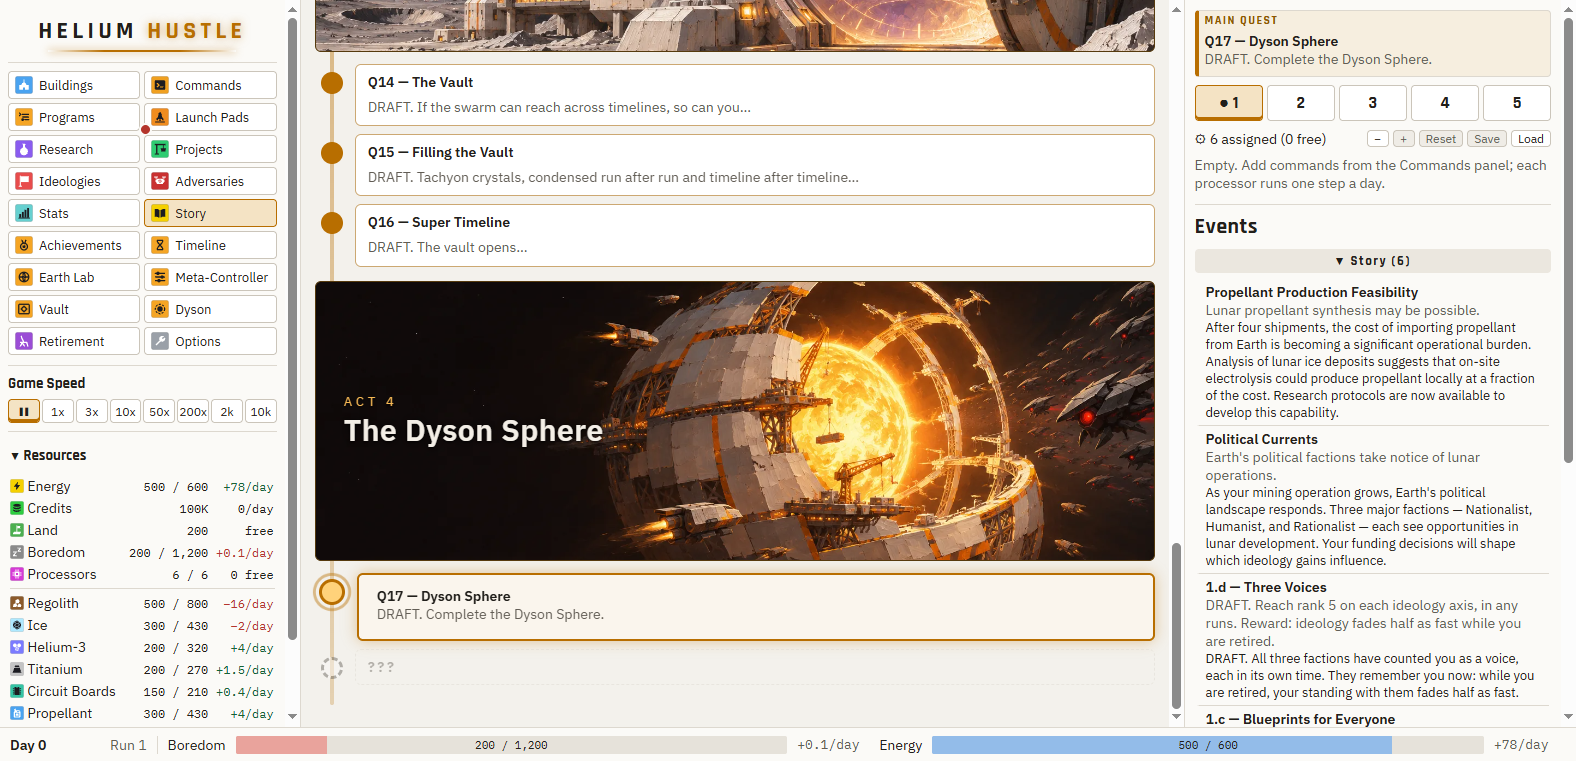 HELIUM HUSTLE
Buildings
Commands
Programs
Launch Pads
Research
Projects
Ideologies
Adversaries
Stats
Story
Achievements
Timeline
Earth Lab
Meta-Controller
Vault
Dyson
Retirement
Options
Game Speed
1x 3x 10x 50x 200x 2k 10k
▼ Resources
Energy 500 / 600 +78/day
Credits 100K 0/day
Land 200 free
Boredom 200 / 1,200 +0.1/day
Processors 6 / 6 0 free
Regolith 500 / 800 −16/day
Ice 300 / 430 −2/day
Helium-3 200 / 320 +4/day
Titanium 200 / 270 +1.5/day
Circuit Boards 150 / 210 +0.4/day
Propellant 300 / 430 +4/day
Q14 — The Vault
DRAFT. If the swarm can reach across timelines, so can you...
Q15 — Filling the Vault
DRAFT. Tachyon crystals, condensed run after run and timeline after timeline...
Q16 — Super Timeline
DRAFT. The vault opens...
ACT 4
The Dyson Sphere
Q17 — Dyson Sphere
DRAFT. Complete the Dyson Sphere.
???
MAIN QUEST
Q17 — Dyson Sphere
DRAFT. Complete the Dyson Sphere.
● 1 2 3 4 5
⚙ 6 assigned (0 free) − + Reset Save Load
Empty. Add commands from the Commands panel; each
processor runs one step a day.
Events
▼ Story (6)
Propellant Production Feasibility
Lunar propellant synthesis may be possible.
After four shipments, the cost of importing propellant
from Earth is becoming a significant operational burden.
Analysis of lunar ice deposits suggests that on-site
electrolysis could produce propellant locally at a fraction
of the cost. Research protocols are now available to
develop this capability.
Political Currents
Earth's political factions take notice of lunar
operations.
As your mining operation grows, Earth's political
landscape responds. Three major factions — Nationalist,
Humanist, and Rationalist — each see opportunities in
lunar development. Your funding decisions will shape
which ideology gains influence.
1.d — Three Voices
DRAFT. Reach rank 5 on each ideology axis, in any
runs. Reward: ideology fades half as fast while you
are retired.
DRAFT. All three factions have counted you as a voice,
each in its own time. They remember you now: while you
are retired, your standing with them fades half as fast.
1.c — Blueprints for Everyone
Day 0 Run 1 Boredom 200 / 1,200 +0.1/day Energy 500 / 600 +78/day